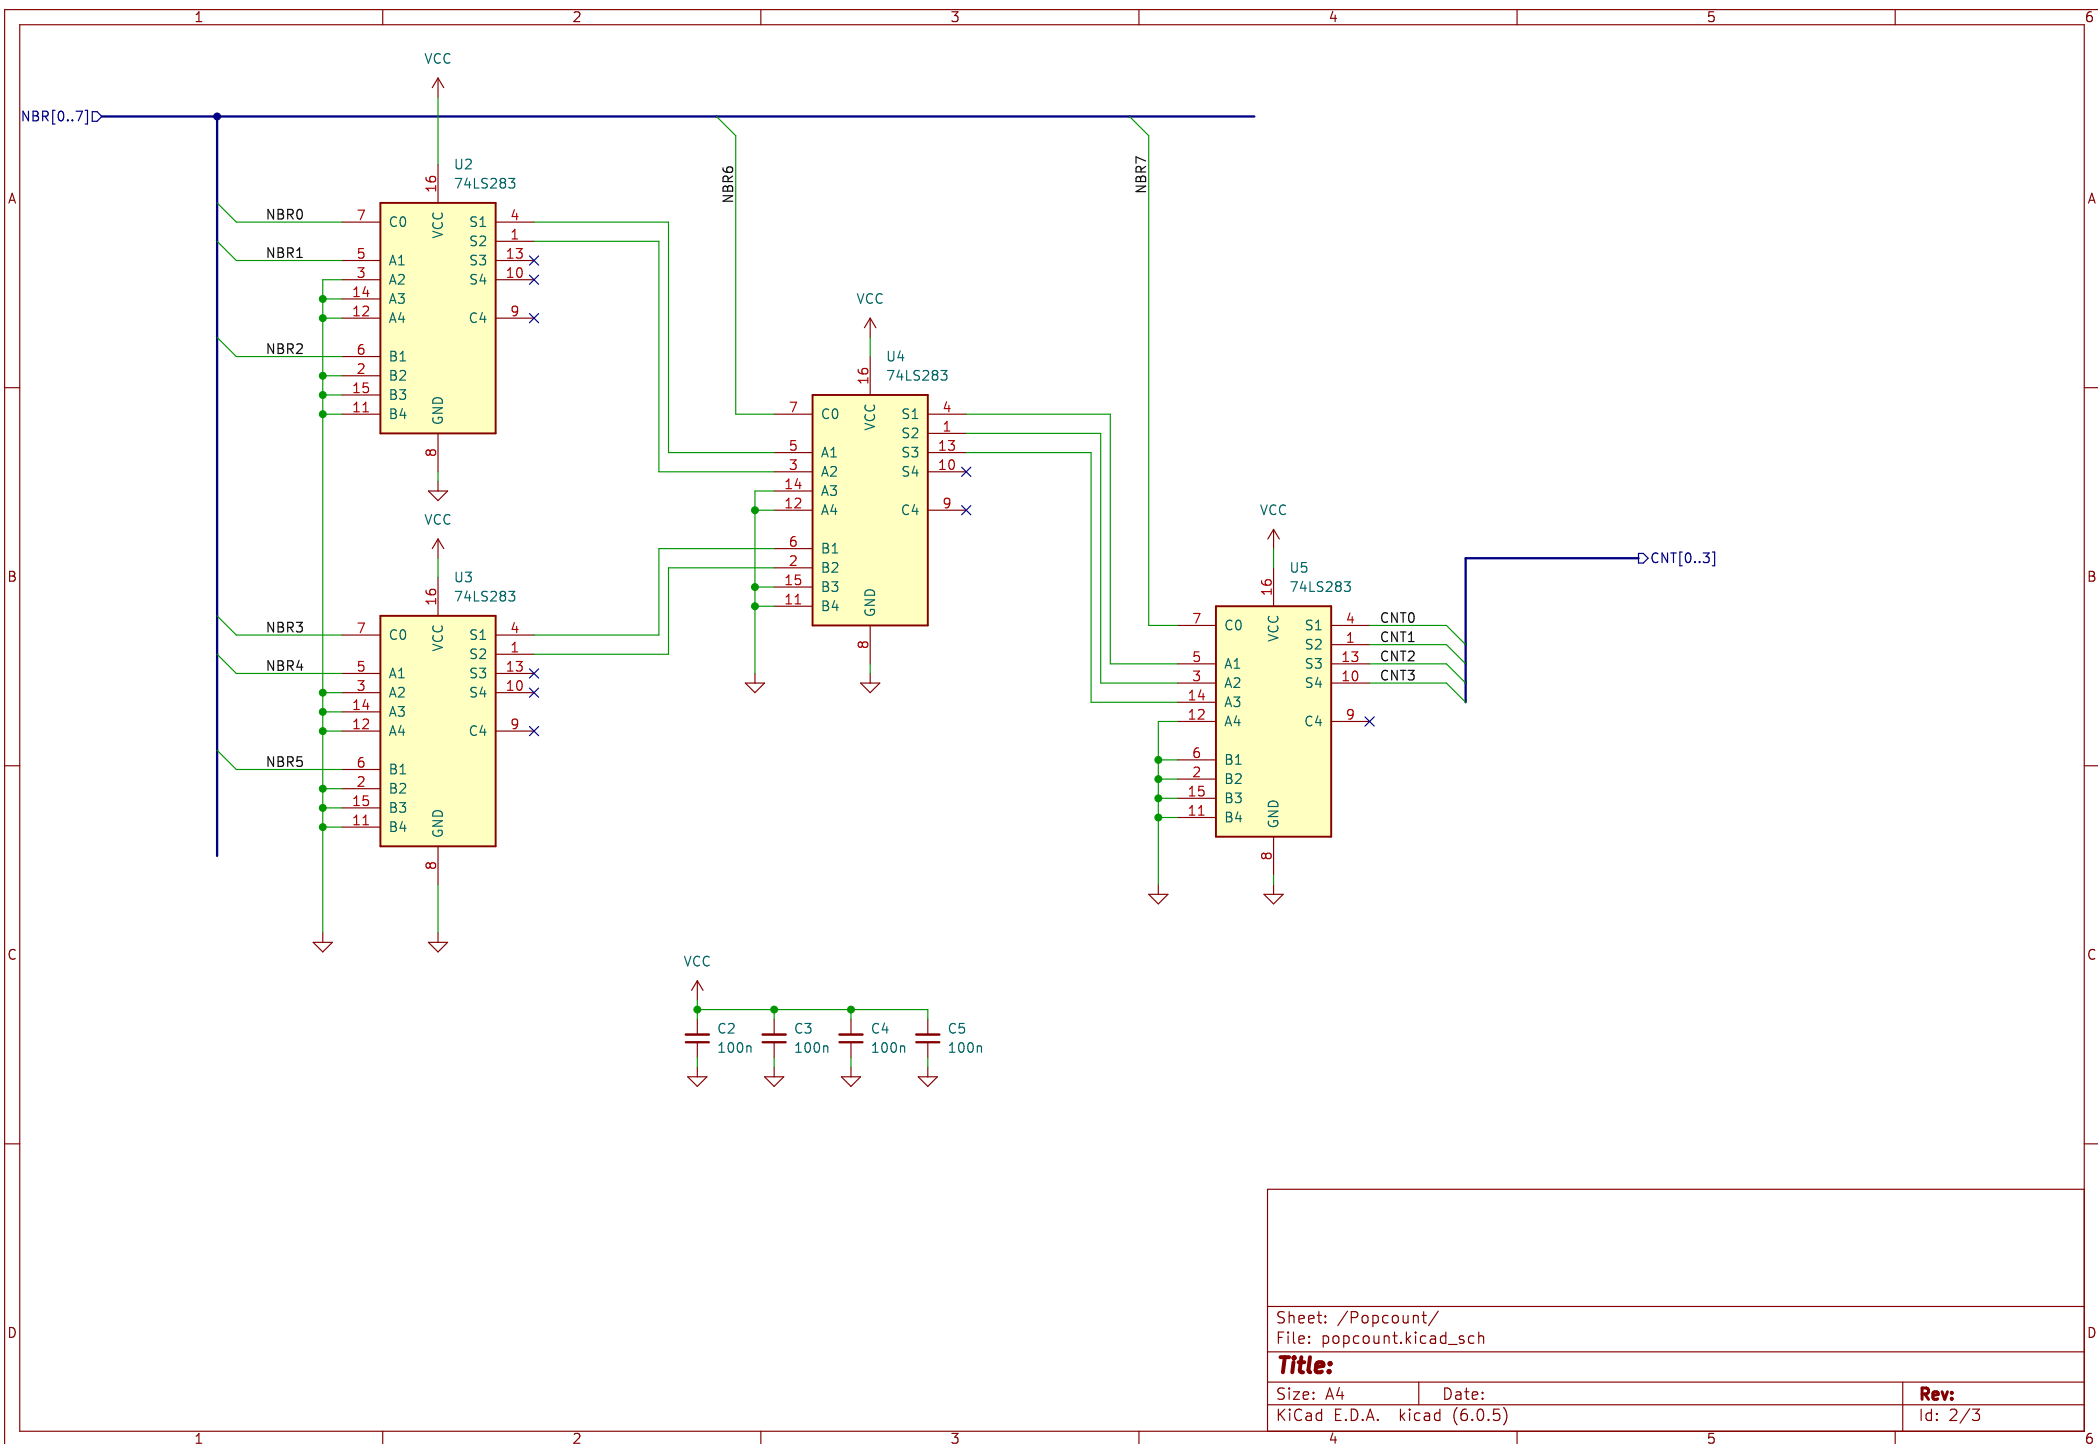 1 2 3 4 5 6
A
B
C
D
A
B
C
D
1 2 3 4 5 6
NBR[0..7]
VCC
U2
74LS283
16
VCC
NBR0 7 C0 S1 4
S2 1
NBR1 5 A1 S3 13
3 A2 S4 10
14 A3
12 A4 C4 9
NBR2 6 B1
2 B2
15 B3
11 B4
GND
8
VCC
U3
74LS283
16
VCC
NBR3 7 C0 S1 4
S2 1
NBR4 5 A1 S3 13
3 A2 S4 10
14 A3
12 A4 C4 9
NBR5 6 B1
2 B2
15 B3
11 B4
GND
8
NBR6
VCC
U4
74LS283
16
VCC
7 C0 S1 4
S2 1
5 A1 S3 13
3 A2 S4 10
14 A3
12 A4 C4 9
6 B1
2 B2
15 B3
11 B4
GND
8
NBR7
VCC
U5
74LS283
16
VCC
7 C0 S1 4 CNT0
S2 1 CNT1
5 A1 S3 13 CNT2
3 A2 S4 10 CNT3
14 A3
12 A4 C4 9
6 B1
2 B2
15 B3
11 B4
GND
8
CNT[0..3]
VCC
C2 C3 C4 C5
100n 100n 100n 100n
Sheet: /Popcount/
File: popcount.kicad_sch
Title:
Size: A4 Date: Rev:
KiCad E.D.A. kicad (6.0.5) Id: 2/3